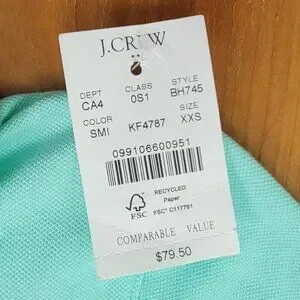 J.CREW
DEPT CLASS STYLE
CA4 0S1 BH745
COLOR SIZE
SMI KF4787 XXS
099106600951
RECYCLED
Paper
FSC FSC® C117781
COMPARABLE VALUE
$79.50